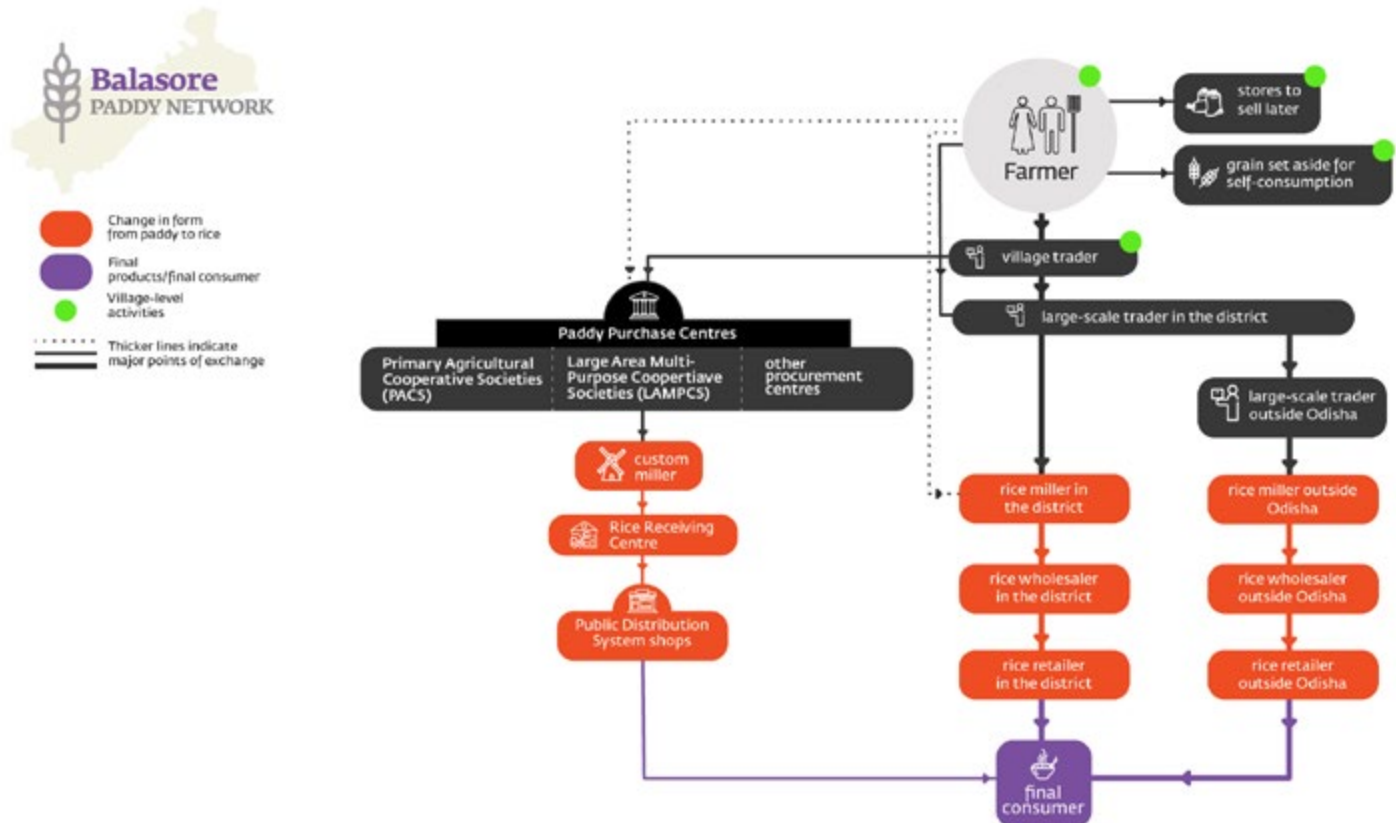 Balasore
PADDY NETWORK
Change in form
from paddy to rice
Final
products/final consumer
Village-level
activities
Thicker lines indicate
major points of exchange
Farmer
stores to
sell later
grain set aside for
self-consumption
village trader
large-scale trader in the district
large-scale trader
outside Odisha
Paddy Purchase Centres
Primary Agricultural
Cooperative Societies
(PACS)
Large Area Multi-
Purpose Coopertiave
Societies (LAMPCS)
other
procurement
centres
custom
miller
Rice Receiving
Centre
Public Distribution
System shops
rice miller in
the district
rice wholesaler
in the district
rice retailer
in the district
rice miller outside
Odisha
rice wholesaler
outside Odisha
rice retailer
outside Odisha
final
consumer